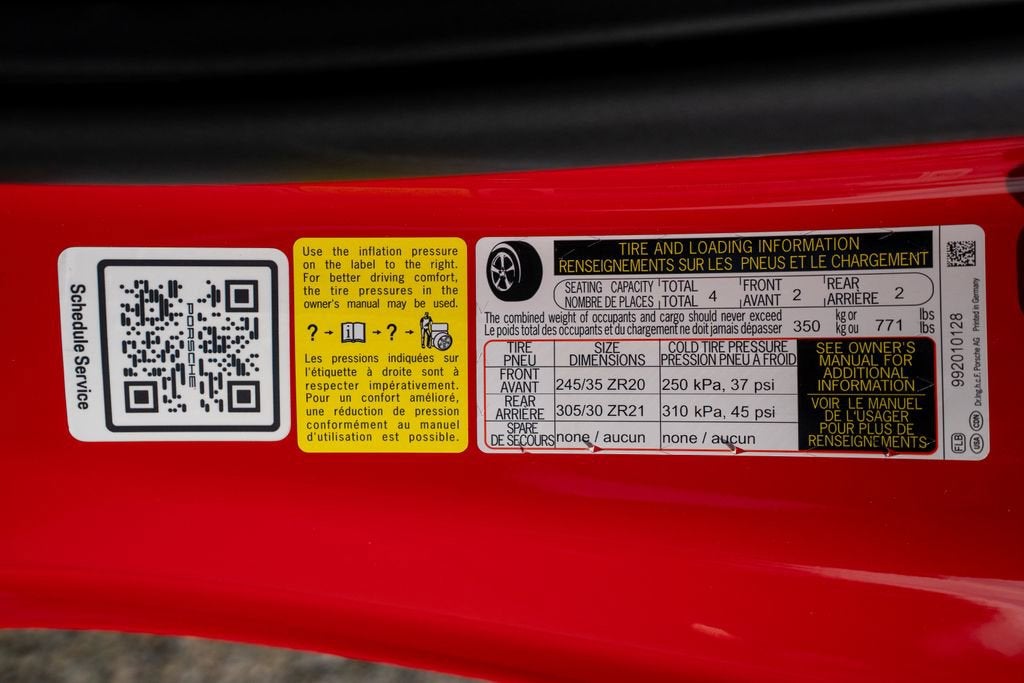 Schedule Service
PORSCHE
Use the inflation pressure
on the label to the right.
For better driving comfort,
the tire pressures in the
owner's manual may be used.
? - i - ? -
Les pressions indiquées sur
l'étiquette à droite sont à
respecter impérativement.
Pour un confort amélioré,
une réduction de pression
conformément au manuel
d'utilisation est possible.
TIRE AND LOADING INFORMATION
RENSEIGNEMENTS SUR LES PNEUS ET LE CHARGEMENT
SEATING CAPACITY TOTAL 4 FRONT 2 REAR 2
NOMBRE DE PLACES TOTAL AVANT ARRIÈRE
The combined weight of occupants and cargo should never exceed 350 kg or 771 lbs
Le poids total des occupants et du chargement ne doit jamais dépasser kg ou lbs
TIRE SIZE COLD TIRE PRESSURE
PNEU DIMENSIONS PRESSION PNEU À FROID
FRONT
AVANT 245/35 ZR20 250 kPa, 37 psi
REAR
ARRIÈRE 305/30 ZR21 310 kPa, 45 psi
SPARE
DE SECOURS none / aucun none / aucun
SEE OWNER'S
MANUAL FOR
ADDITIONAL
INFORMATION
VOIR LE MANUEL
DE L'USAGER
POUR PLUS DE
RENSEIGNEMENTS
992010128
Dr.Ing.h.c.F. Porsche AG Printed in Germany
FLB
USA CDN